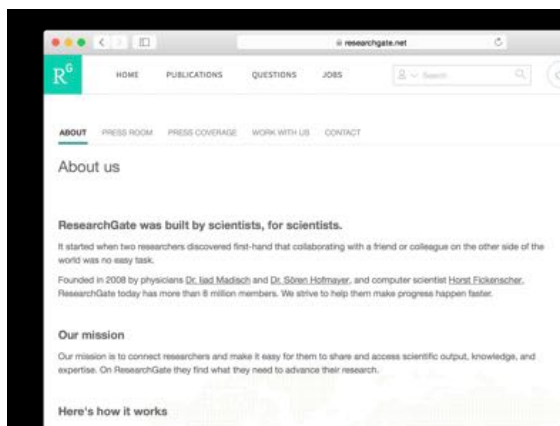 researchgate.net
RG
HOME PUBLICATIONS QUESTIONS JOBS Search
ABOUT PRESS ROOM PRESS COVERAGE WORK WITH US CONTACT
About us
ResearchGate was built by scientists, for scientists.
It started when two researchers discovered first-hand that collaborating with a friend or colleague on the other side of the
world was no easy task.
Founded in 2008 by physicians Dr. Ijad Madisch and Dr. Sören Hofmayer, and computer scientist Horst Fickenscher,
ResearchGate today has more than 8 million members. We strive to help them make progress happen faster.
Our mission
Our mission is to connect researchers and make it easy for them to share and access scientific output, knowledge, and
expertise. On ResearchGate they find what they need to advance their research.
Here's how it works